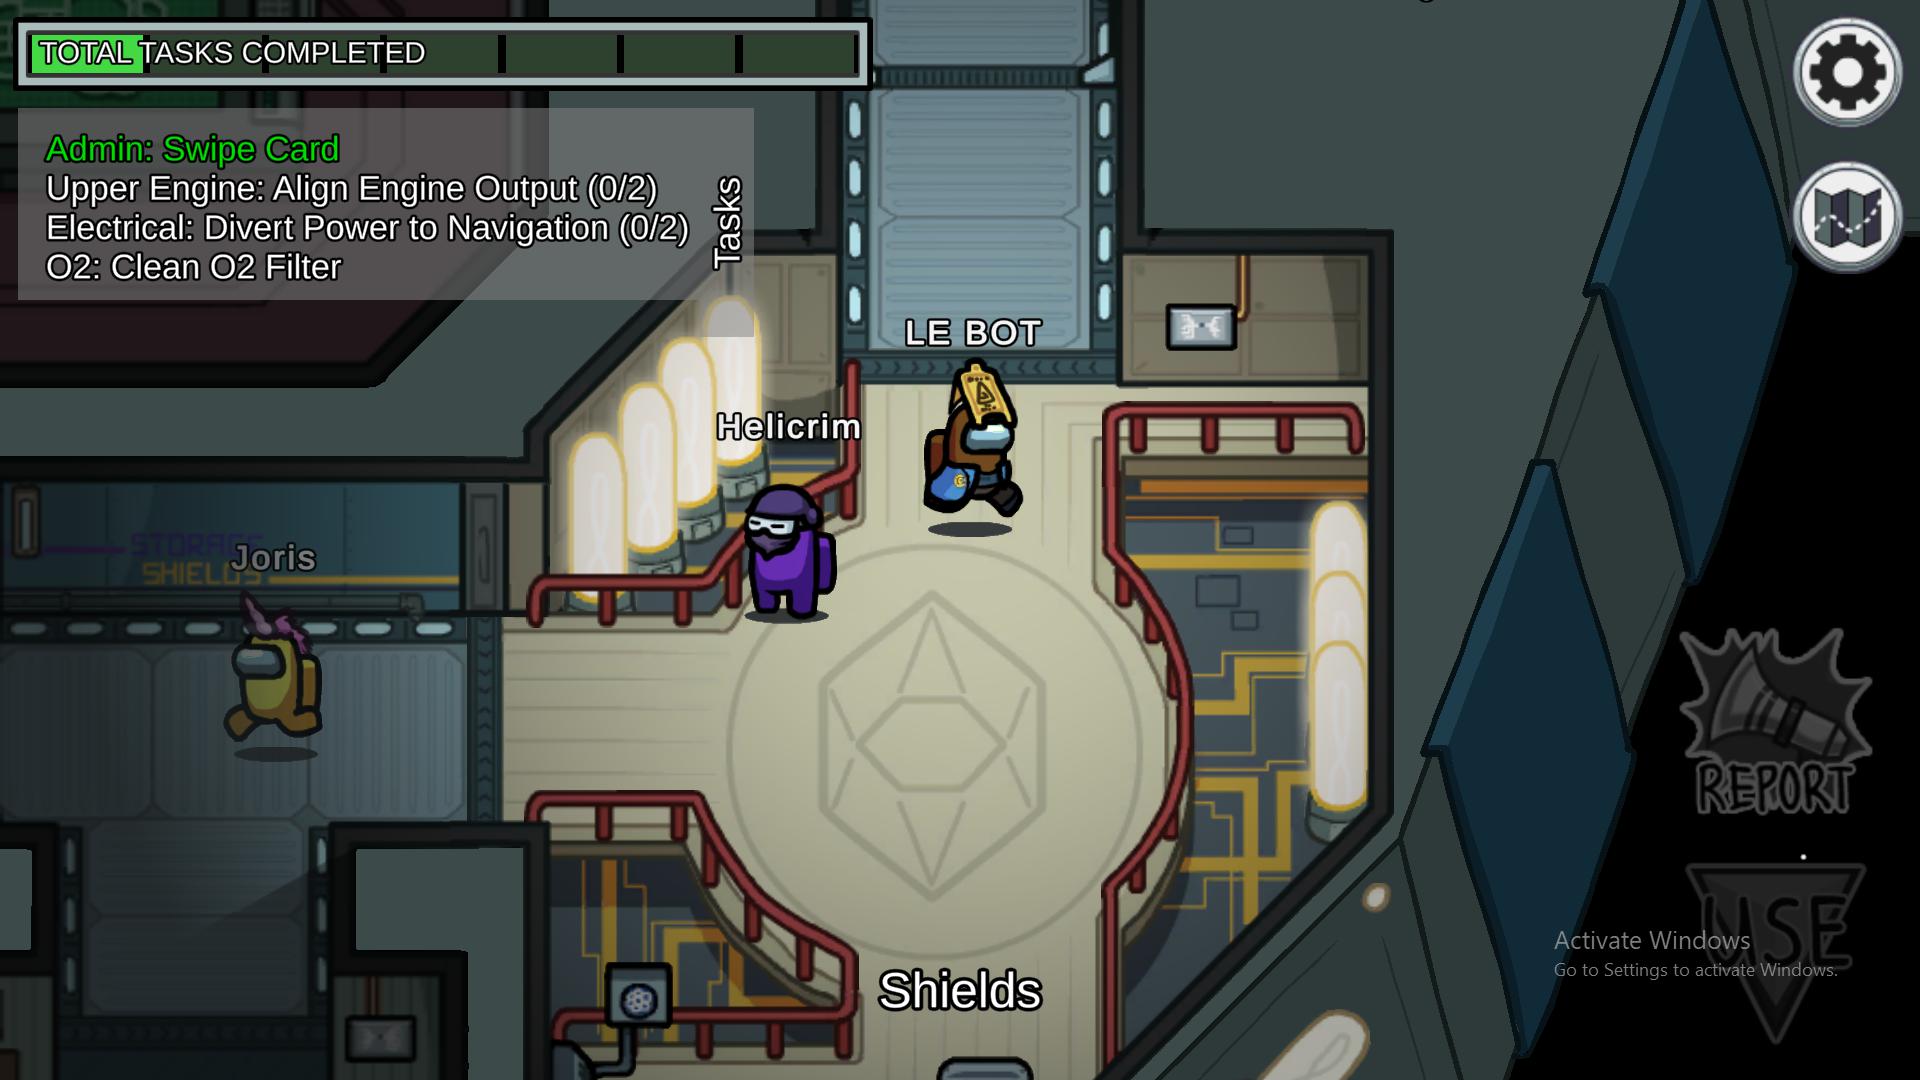 TOTAL TASKS COMPLETED
Admin: Swipe Card
Upper Engine: Align Engine Output (0/2)
Electrical: Divert Power to Navigation (0/2)
O2: Clean O2 Filter
Tasks
LE BOT
Helicrim
STORAGE
Joris
SHIELDS
REPORT
USE
Activate Windows
Go to Settings to activate Windows.
Shields